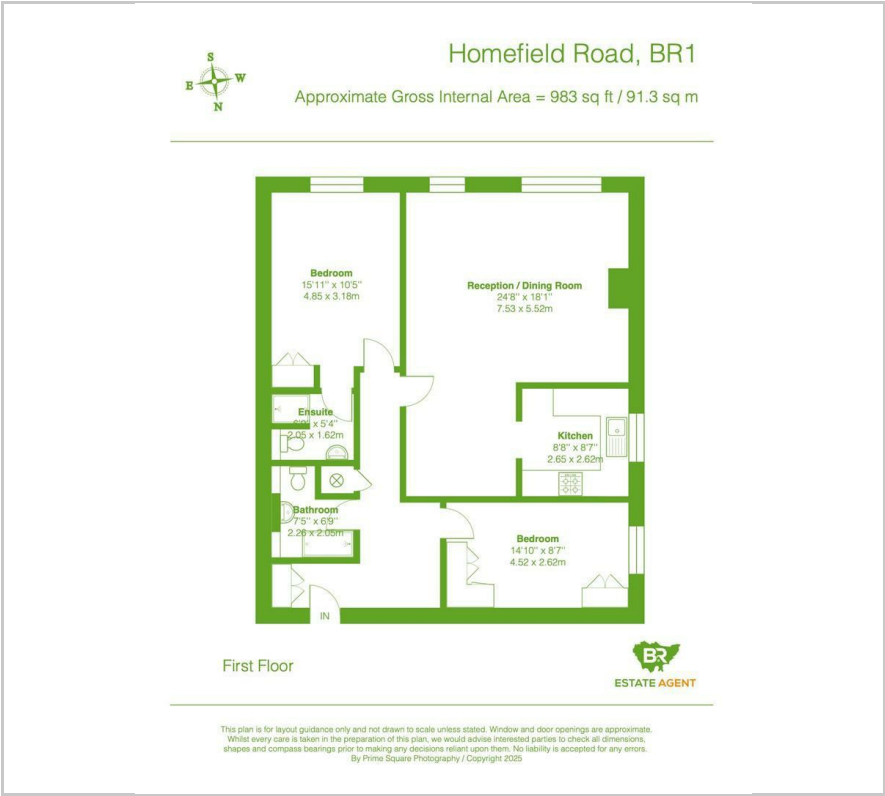 Homefield Road, BR1
S
E
W
N
Approximate Gross Internal Area = 983 sq ft / 91.3 sq m
Bedroom
15'11" x 10'5"
4.85 x 3.18m
Reception / Dining Room
24'8" x 18'1"
7.53 x 5.52m
Ensuite
x 5'4"
2.05 x 1.62m
Kitchen
8'8" x 8'7"
2.65 x 2.62m
Bathroom
7'5" x 6'9"
2.26 x 2.05m
Bedroom
14'10" x 8'7"
4.52 x 2.62m
IN
First Floor
BR
ESTATE AGENT
This plan is for layout guidance only and not drawn to scale unless stated. Window and door openings are approximate.
Whilst every care is taken in the preparation of this plan, we would advise interested parties to check all dimensions,
shapes and compass bearings prior to making any decisions reliant upon them. No liability is accepted for any errors.
By Prime Square Photography / Copyright 2025